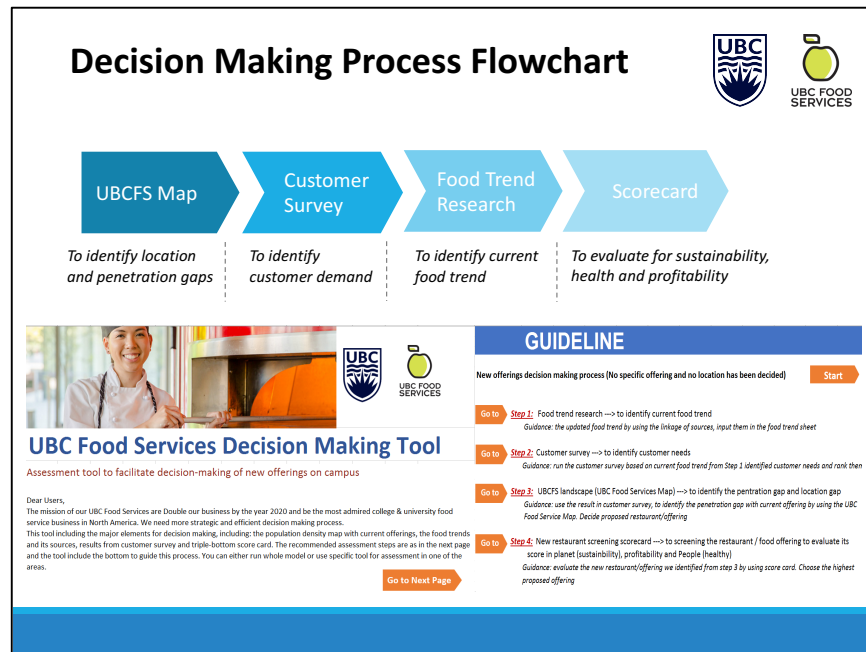 Decision Making Process Flowchart
UBC
UBC FOOD
SERVICES
UBCFS Map
Customer
Survey
Food Trend
Research
Scorecard
To identify location
and penetration gaps
To identify
customer demand
To identify current
food trend
To evaluate for sustainability,
health and profitability
UBC
UBC FOOD
SERVICES
UBC Food Services Decision Making Tool
Assessment tool to facilitate decision-making of new offerings on campus
Dear Users,
The mission of our UBC Food Services are Double our business by the year 2020 and be the most admired college & university food
service business in North America. We need more strategic and efficient decision making process.
This tool including the major elements for decision making, including: the population density map with current offerings, the food trends
and its sources, results from customer survey and triple-bottom score card. The recommended assessment steps are as in the next page
and the tool include the bottom to guide this process. You can either run whole model or use specific tool for assessment in one of the
areas.
Go to Next Page
GUIDELINE
New offerings decision making process (No specific offering and no location has been decided)
Start
Go to Step 1: Food trend research ---> to identify current food trend
Guidance: the updated food trend by using the linkage of sources, input them in the food trend sheet
Go to Step 2: Customer survey ---> to identify customer needs
Guidance: run the customer survey based on current food trend from Step 1 identified customer needs and rank then
Go to Step 3: UBCFS landscape (UBC Food Services Map) ---> to identify the pentration gap and location gap
Guidance: use the result in customer survey, to identify the penetration gap with current offering by using the UBC
Food Service Map. Decide proposed restaurant/offering
Go to Step 4: New restaurant screening scorecard ---> to screening the restaurant / food offering to evaluate its
score in planet (sustainbility), profitability and People (healthy)
Guidance: evaluate the new restaurant/offering we identified from step 3 by using score card. Choose the highest
proposed offering